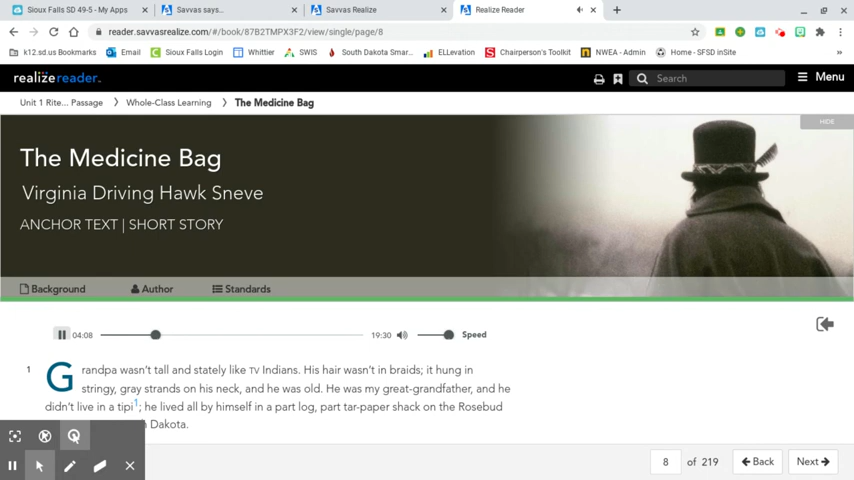 Sioux Falls SD 49-5 - My Apps
Savvas says...
Savvas Realize
Realize Reader
reader.savvasrealize.com/#/book/87B2TMPX3F2/view/single/page/8
k12.sd.us Bookmarks Email Sioux Falls Login Whittier SWIS South Dakota Smar... ELLevation Chairperson's Toolkit NWEA - Admin Home - SFSD inSite »
realizereader. Search Menu
Unit 1 Rite... Passage Whole-Class Learning The Medicine Bag
HIDE
The Medicine Bag
Virginia Driving Hawk Sneve
ANCHOR TEXT | SHORT STORY
Background Author Standards
04:08 19:30 Speed
1 Grandpa wasn't tall and stately like TV Indians. His hair wasn't in braids; it hung in
stringy, gray strands on his neck, and he was old. He was my great-grandfather, and he
didn't live in a tipi1; he lived all by himself in a part log, part tar-paper shack on the Rosebud
Dakota.
8 of 219 Back Next